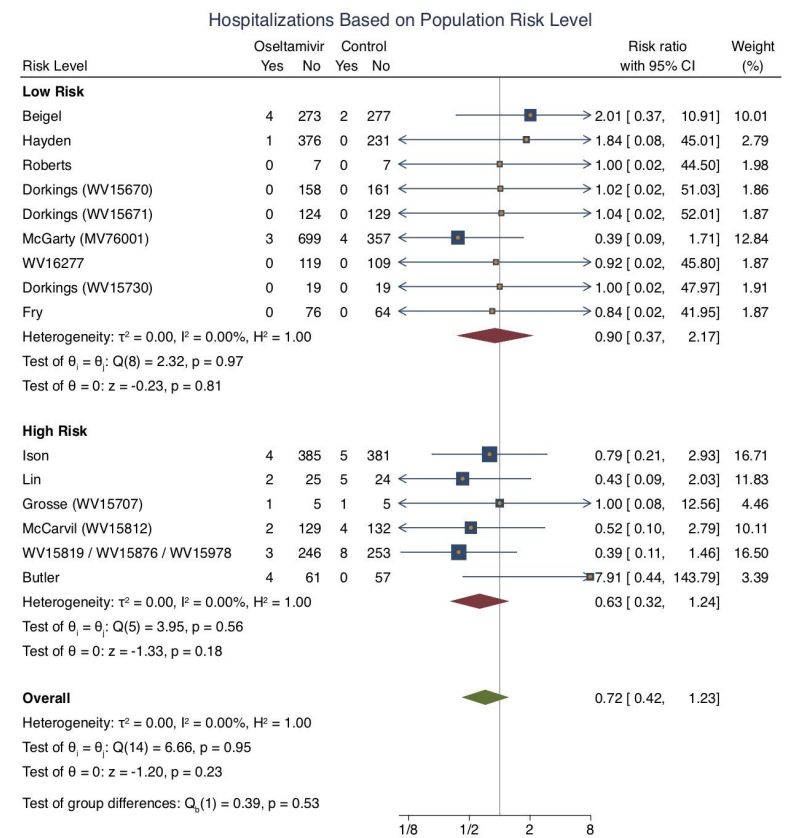 Hospitalizations Based on Population Risk Level
Oseltamivir Control Risk ratio Weight
Risk Level Yes No Yes No with 95% CI (%)
Low Risk
Beigel 4 273 2 277 2.01 [ 0.37, 10.91] 10.01
Hayden 1 376 0 231 1.84 [ 0.08, 45.01] 2.79
Roberts 0 7 0 7 1.00 [ 0.02, 44.50] 1.98
Dorkings (WV15670) 0 158 0 161 1.02 [ 0.02, 51.03] 1.86
Dorkings (WV15671) 0 124 0 129 1.04 [ 0.02, 52.01] 1.87
McGarty (MV76001) 3 699 4 357 0.39 [ 0.09, 1.71] 12.84
WV16277 0 119 0 109 0.92 [ 0.02, 45.80] 1.87
Dorkings (WV15730) 0 19 0 19 1.00 [ 0.02, 47.97] 1.91
Fry 0 76 0 64 0.84 [ 0.02, 41.95] 1.87
Heterogeneity: τ² = 0.00, I² = 0.00%, H² = 1.00 0.90 [ 0.37, 2.17]
Test of θᵢ = θⱼ: Q(8) = 2.32, p = 0.97
Test of θ = 0: z = -0.23, p = 0.81
High Risk
Ison 4 385 5 381 0.79 [ 0.21, 2.93] 16.71
Lin 2 25 5 24 0.43 [ 0.09, 2.03] 11.83
Grosse (WV15707) 1 5 1 5 1.00 [ 0.08, 12.56] 4.46
McCarvil (WV15812) 2 129 4 132 0.52 [ 0.10, 2.79] 10.11
WV15819 / WV15876 / WV15978 3 246 8 253 0.39 [ 0.11, 1.46] 16.50
Butler 4 61 0 57 7.91 [ 0.44, 143.79] 3.39
Heterogeneity: τ² = 0.00, I² = 0.00%, H² = 1.00 0.63 [ 0.32, 1.24]
Test of θᵢ = θⱼ: Q(5) = 3.95, p = 0.56
Test of θ = 0: z = -1.33, p = 0.18
Overall 0.72 [ 0.42, 1.23]
Heterogeneity: τ² = 0.00, I² = 0.00%, H² = 1.00
Test of θᵢ = θⱼ: Q(14) = 6.66, p = 0.95
Test of θ = 0: z = -1.20, p = 0.23
Test of group differences: Q_b(1) = 0.39, p = 0.53
1/8 1/2 2 8